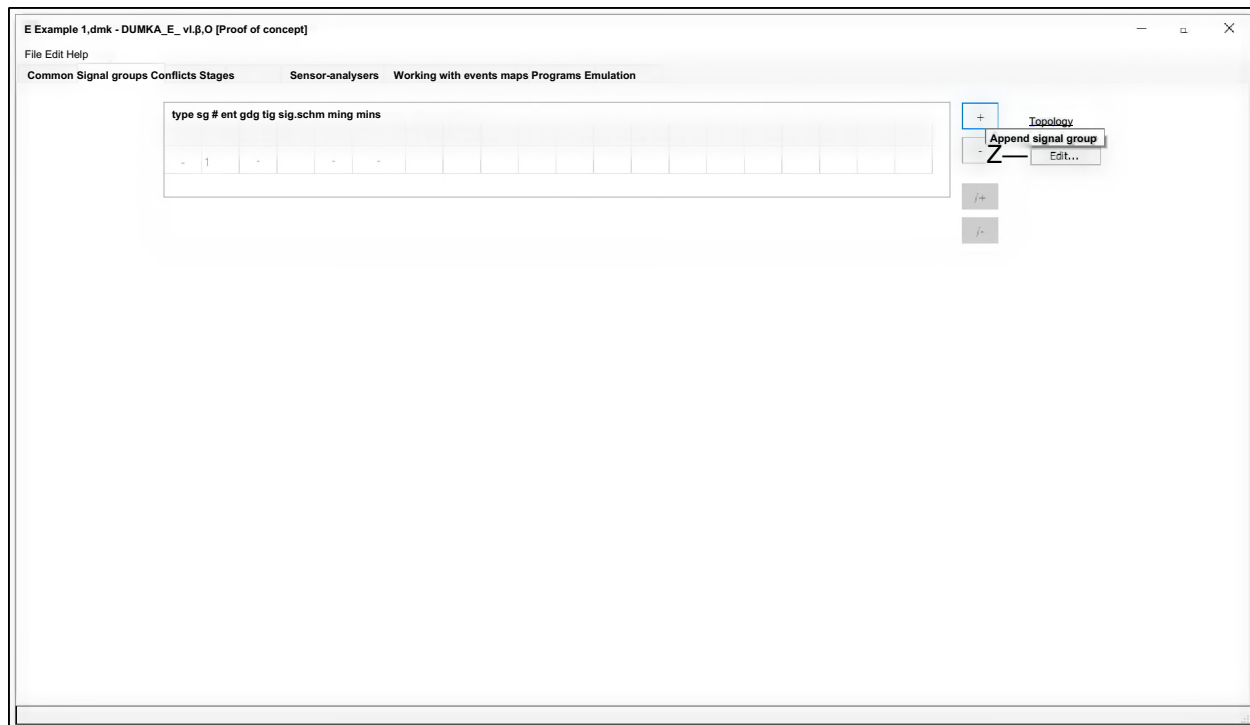 E Example 1,dmk - DUMKA_E_ vl.β,O [Proof of concept]
File Edit Help
Common Signal groups Conflicts Stages Sensor-analysers Working with events maps Programs Emulation
type sg # ent gdg tig sig.schm ming mins
- 1 - - -
+
Topology
Append signal group
-
Z—
Edit...
/+
/-